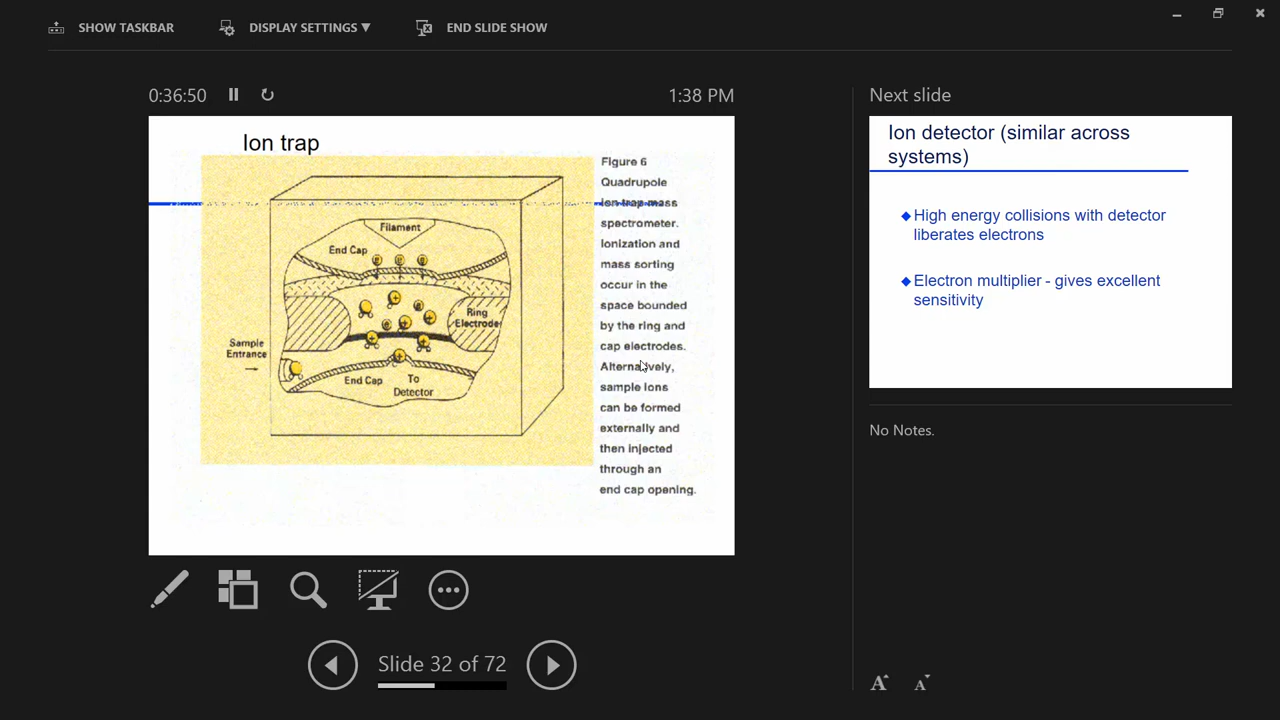 SHOW TASKBAR
DISPLAY SETTINGS ▼
END SLIDE SHOW
0:36:50
1:38 PM
Ion trap
Filament
End Cap
Ring
Electrode
Sample
Entrance
End Cap
To
Detector
Figure 6
Quadrupole
ion trap mass
spectrometer.
Ionization and
mass sorting
occur in the
space bounded
by the ring and
cap electrodes.
Alternatively,
sample ions
can be formed
externally and
then injected
through an
end cap opening.
Slide 32 of 72
Next slide
Ion detector (similar across
systems)
◆High energy collisions with detector
liberates electrons
◆Electron multiplier - gives excellent
sensitivity
No Notes.
A
A